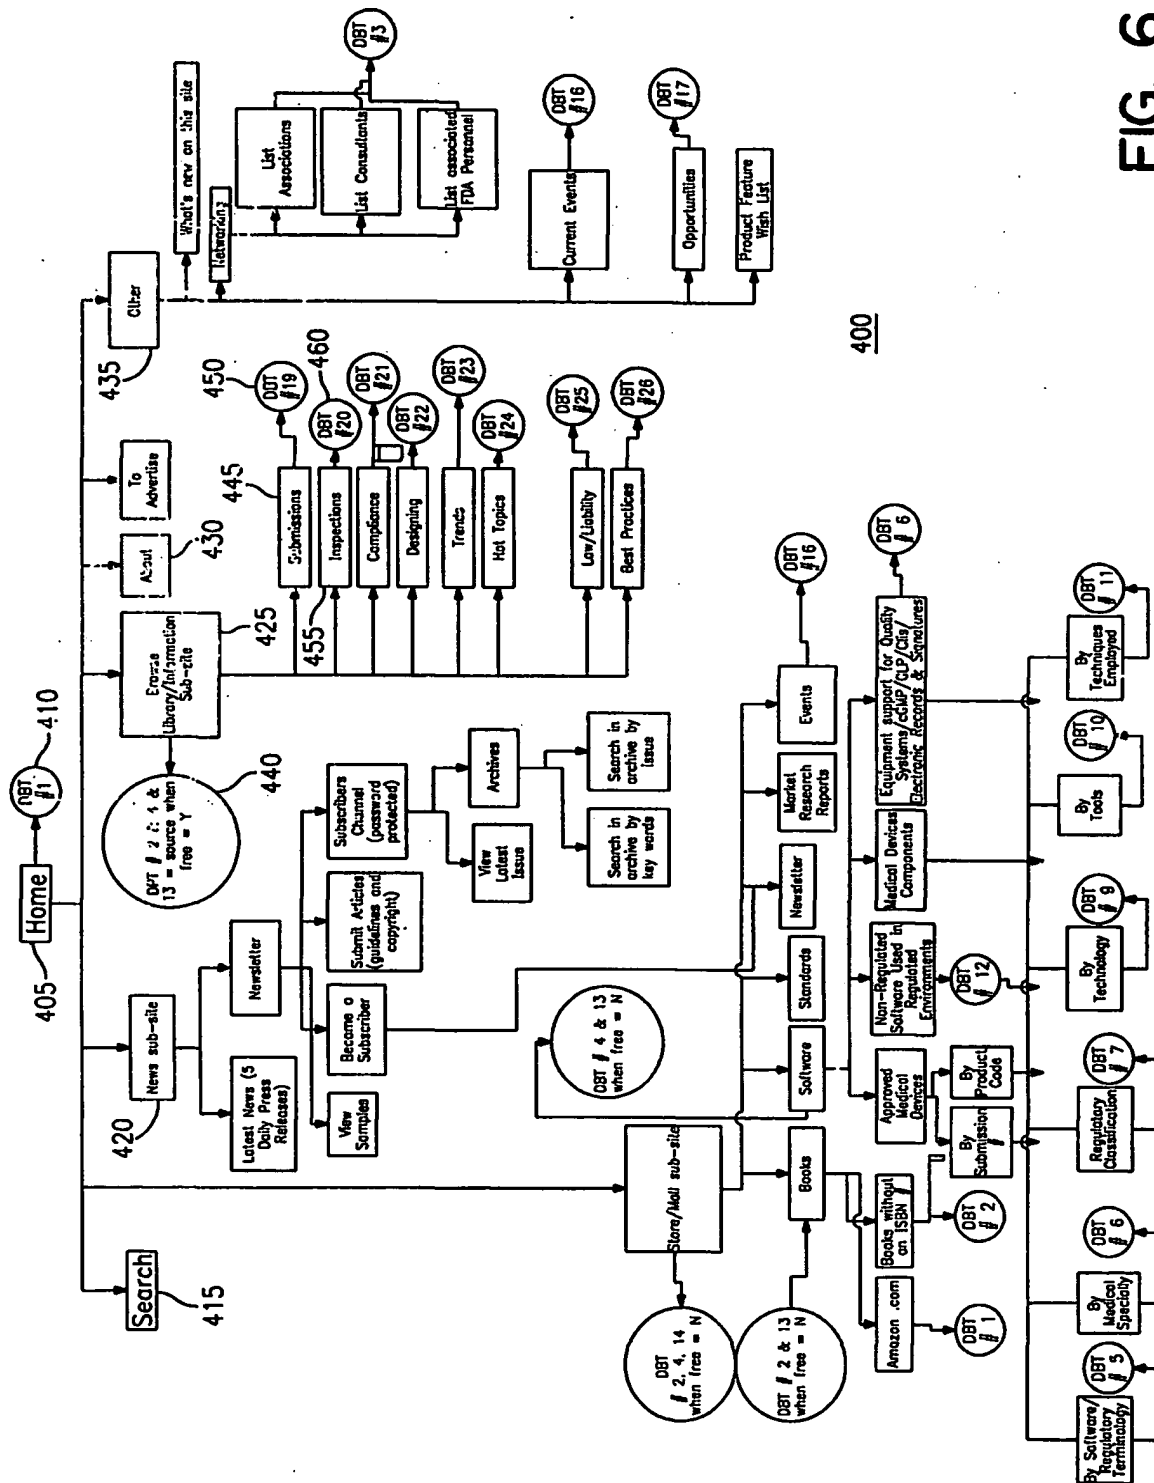 FIG. 6
400
405
Home
410
DBT
#1
Search
415
News sub-site
420
Latest News (5
Daily Press
Releases)
Newsletter
View
Samples
Become a
Subscriber
Submit Articles
(guidelines and
copyright)
Subscribers
Channel
(password
protected)
View
Latest
Issue
Archives
Search in
archive by
key words
Search in
archive by
issue
Library/Information
Sub-site
425
13 = source when
free = Y
440
About
430
To
Advertise
435
445
Submissions
450
#19
455
Inspections
460
DBT
#20
Compliance
DBT
#21
Designing
DBT
#22
Trends
DBT
#23
Hot Topics
DBT
#24
Law/Liability
DBT
#25
Best Practices
DBT
#26
What's new on this site
List
Associations
List Consultants
List associated
FDA Personnel
DBT
#3
Current Events
DBT
#16
Opportunities
DBT
#17
Product Feature
Wish List
Store/Mall sub-site
DBT
# 2, 4, 14
when free = N
DBT # 2 & 13
when free = N
DBT # 4 & 13
when free = N
Books
Software
Standards
Newsletter
Market
Research
Reports
Events
DBT
#16
Amazon .com
DBT
# 1
Books without
an ISBN #
DBT
# 2
Approved
Medical
Devices
By
Submission
#
By
Product
Code
Non-Regulated
Software Used in
Regulated
Environments
DBT
# 12
Medical Devices
Components
Equipment support for Quality
Electronic Records & Signatures
DBT
# 6
By Software/
Regulatory
Terminology
DBT
# 5
By
Medical
Specialty
DBT
# 6
Regulatory
Classification
DBT
# 7
By
Technology
DBT
# 9
By
Tools
DBT
# 10
By
Techniques
Employed
DBT
# 11